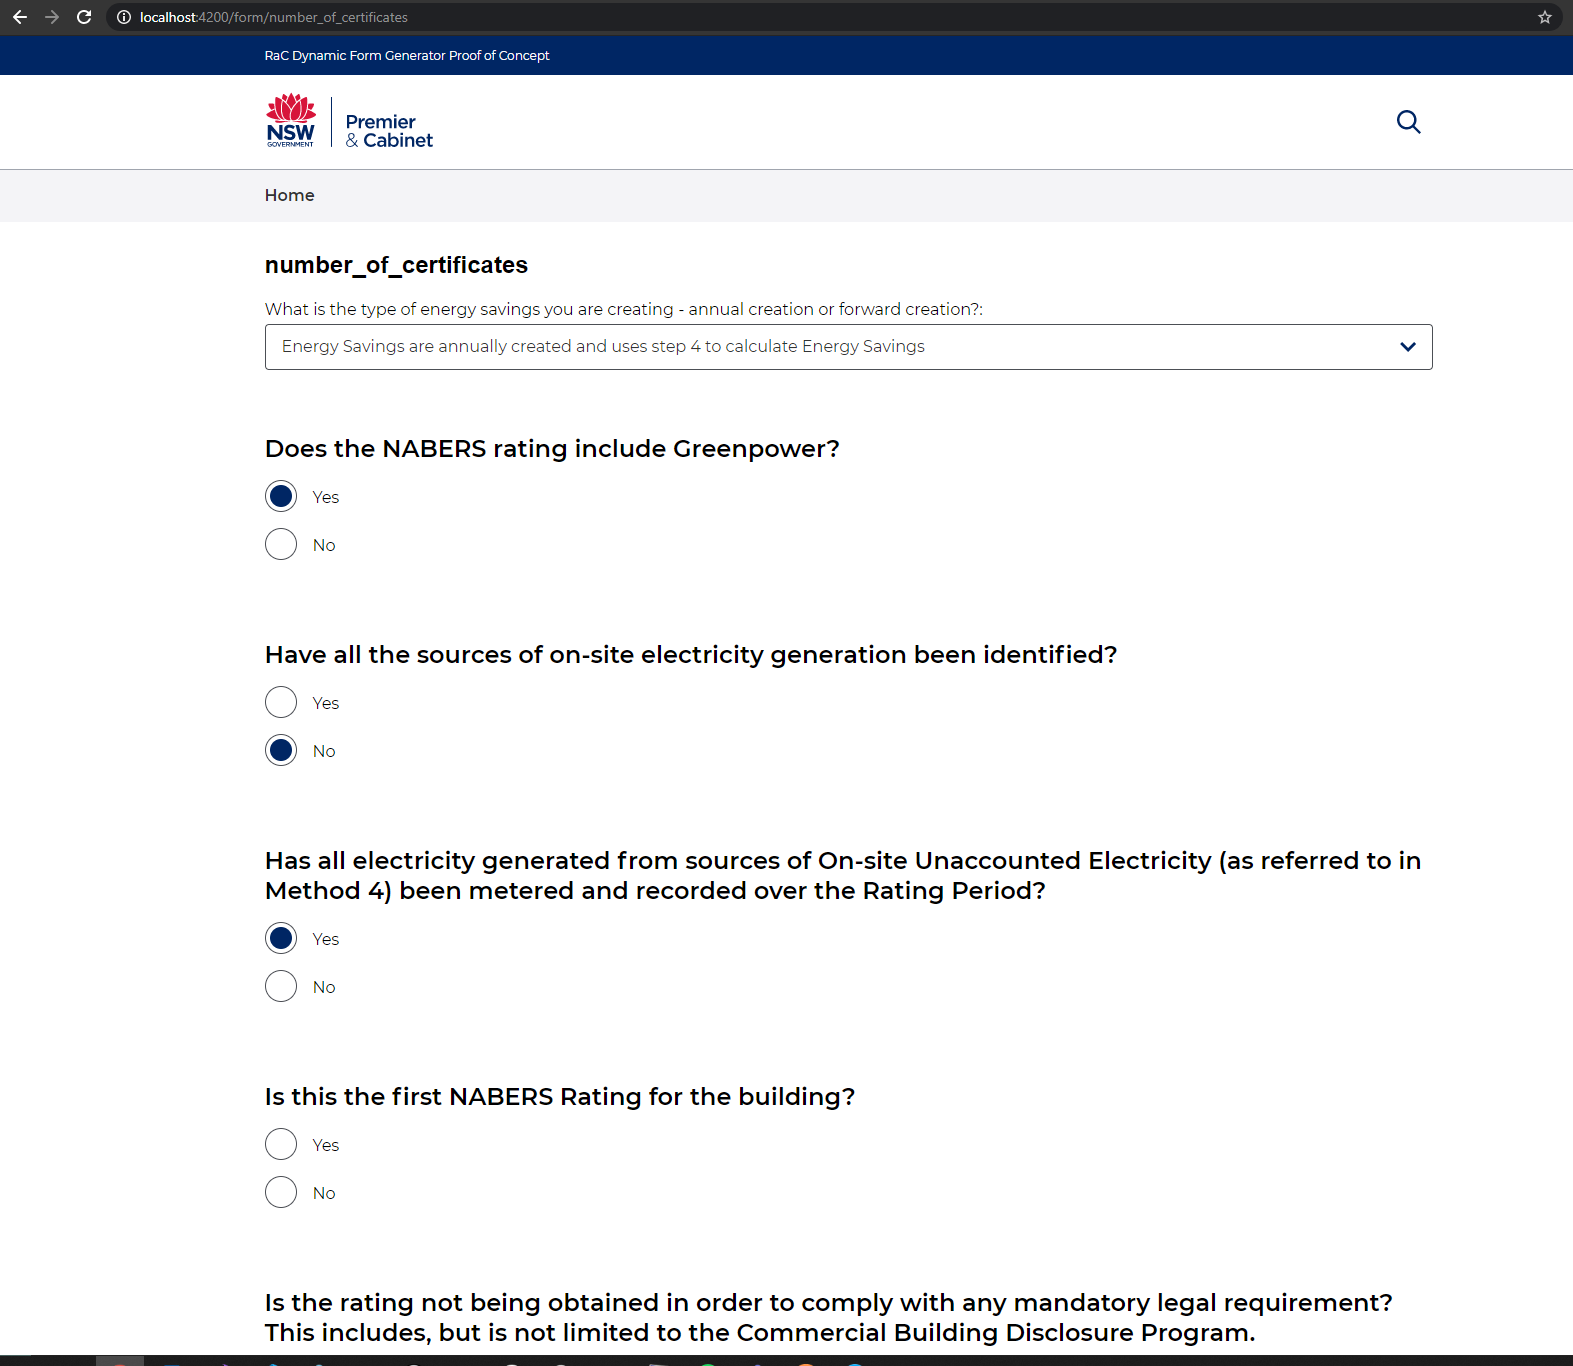 localhost:4200/form/number_of_certificates
RaC Dynamic Form Generator Proof of Concept
NSW
GOVERNMENT
Premier
& Cabinet
Home
number_of_certificates
What is the type of energy savings you are creating - annual creation or forward creation?:
Energy Savings are annually created and uses step 4 to calculate Energy Savings
Does the NABERS rating include Greenpower?
Yes
No
Have all the sources of on-site electricity generation been identified?
Yes
No
Has all electricity generated from sources of On-site Unaccounted Electricity (as referred to in
Method 4) been metered and recorded over the Rating Period?
Yes
No
Is this the first NABERS Rating for the building?
Yes
No
Is the rating not being obtained in order to comply with any mandatory legal requirement?
This includes, but is not limited to the Commercial Building Disclosure Program.